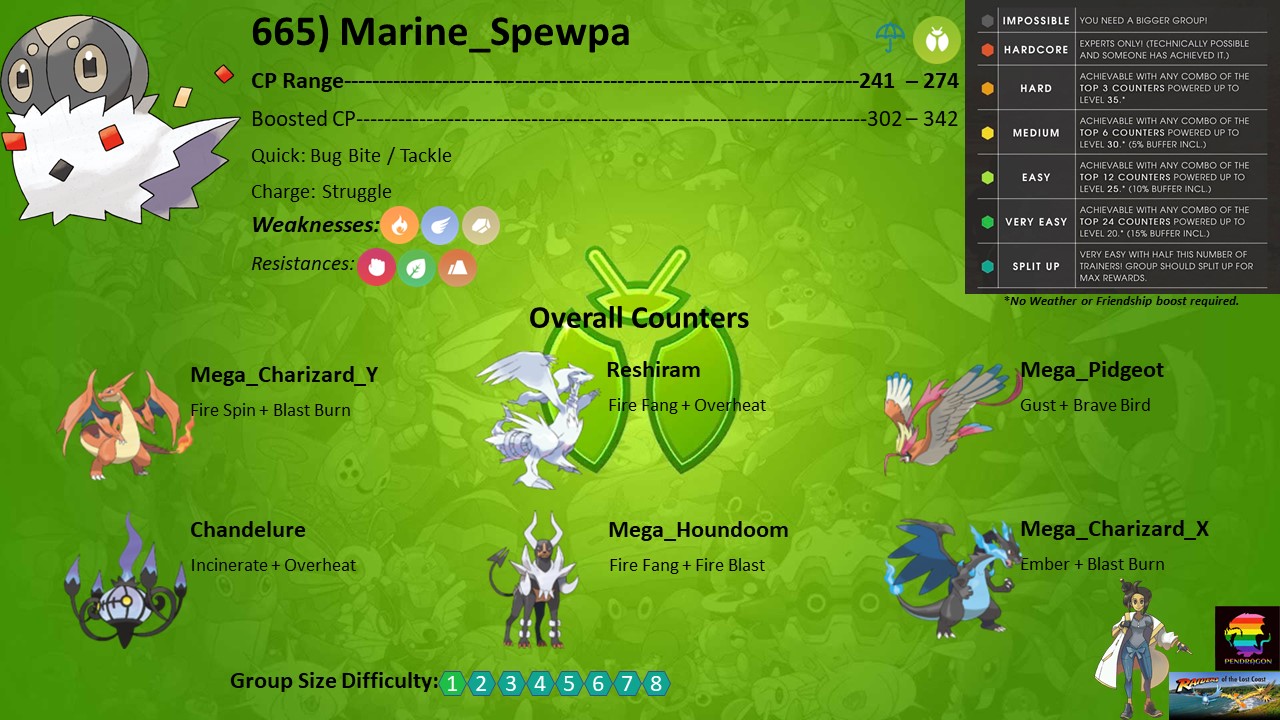 665) Marine_Spewpa
CP Range--------------------------------------------------------------------------241 – 274
Boosted CP-------------------------------------------------------------------------302 – 342
Quick: Bug Bite / Tackle
Charge: Struggle
Weaknesses:
Resistances:
IMPOSSIBLE YOU NEED A BIGGER GROUP!
HARDCORE EXPERTS ONLY! (TECHNICALLY POSSIBLE
AND SOMEONE HAS ACHIEVED IT.)
HARD ACHIEVABLE WITH ANY COMBO OF THE
TOP 3 COUNTERS POWERED UP TO
LEVEL 35.*
MEDIUM ACHIEVABLE WITH ANY COMBO OF THE
TOP 6 COUNTERS POWERED UP TO
LEVEL 30.* (5% BUFFER INCL.)
EASY ACHIEVABLE WITH ANY COMBO OF THE
TOP 12 COUNTERS POWERED UP TO
LEVEL 25.* (10% BUFFER INCL.)
VERY EASY ACHIEVABLE WITH ANY COMBO OF THE
TOP 24 COUNTERS POWERED UP TO
LEVEL 20.* (15% BUFFER INCL.)
SPLIT UP VERY EASY WITH HALF THIS NUMBER OF
TRAINERS! GROUP SHOULD SPLIT UP FOR
MAX REWARDS.
*No Weather or Friendship boost required.
Overall Counters
Mega_Charizard_Y
Fire Spin + Blast Burn
Reshiram
Fire Fang + Overheat
Mega_Pidgeot
Gust + Brave Bird
Chandelure
Incinerate + Overheat
Mega_Houndoom
Fire Fang + Fire Blast
Mega_Charizard_X
Ember + Blast Burn
Group Size Difficulty: 1 2 3 4 5 6 7 8
PENDRAGON
RAIDERS of the Lost Coast